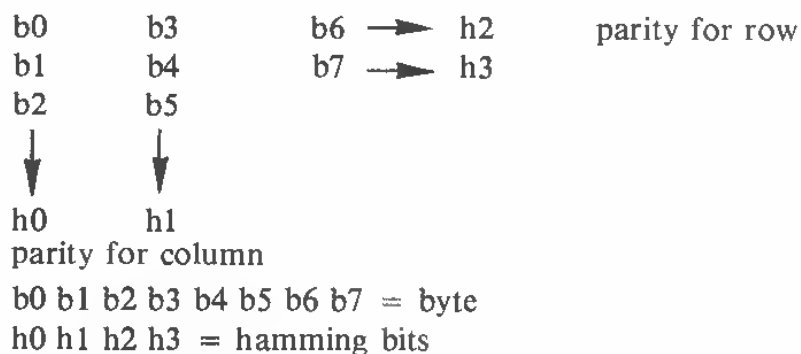 b0 b3 b6 h2 parity for row
b1 b4 b7 h3
b2 b5
h0 h1
parity for column
b0 b1 b2 b3 b4 b5 b6 b7 = byte
h0 h1 h2 h3 = hamming bits